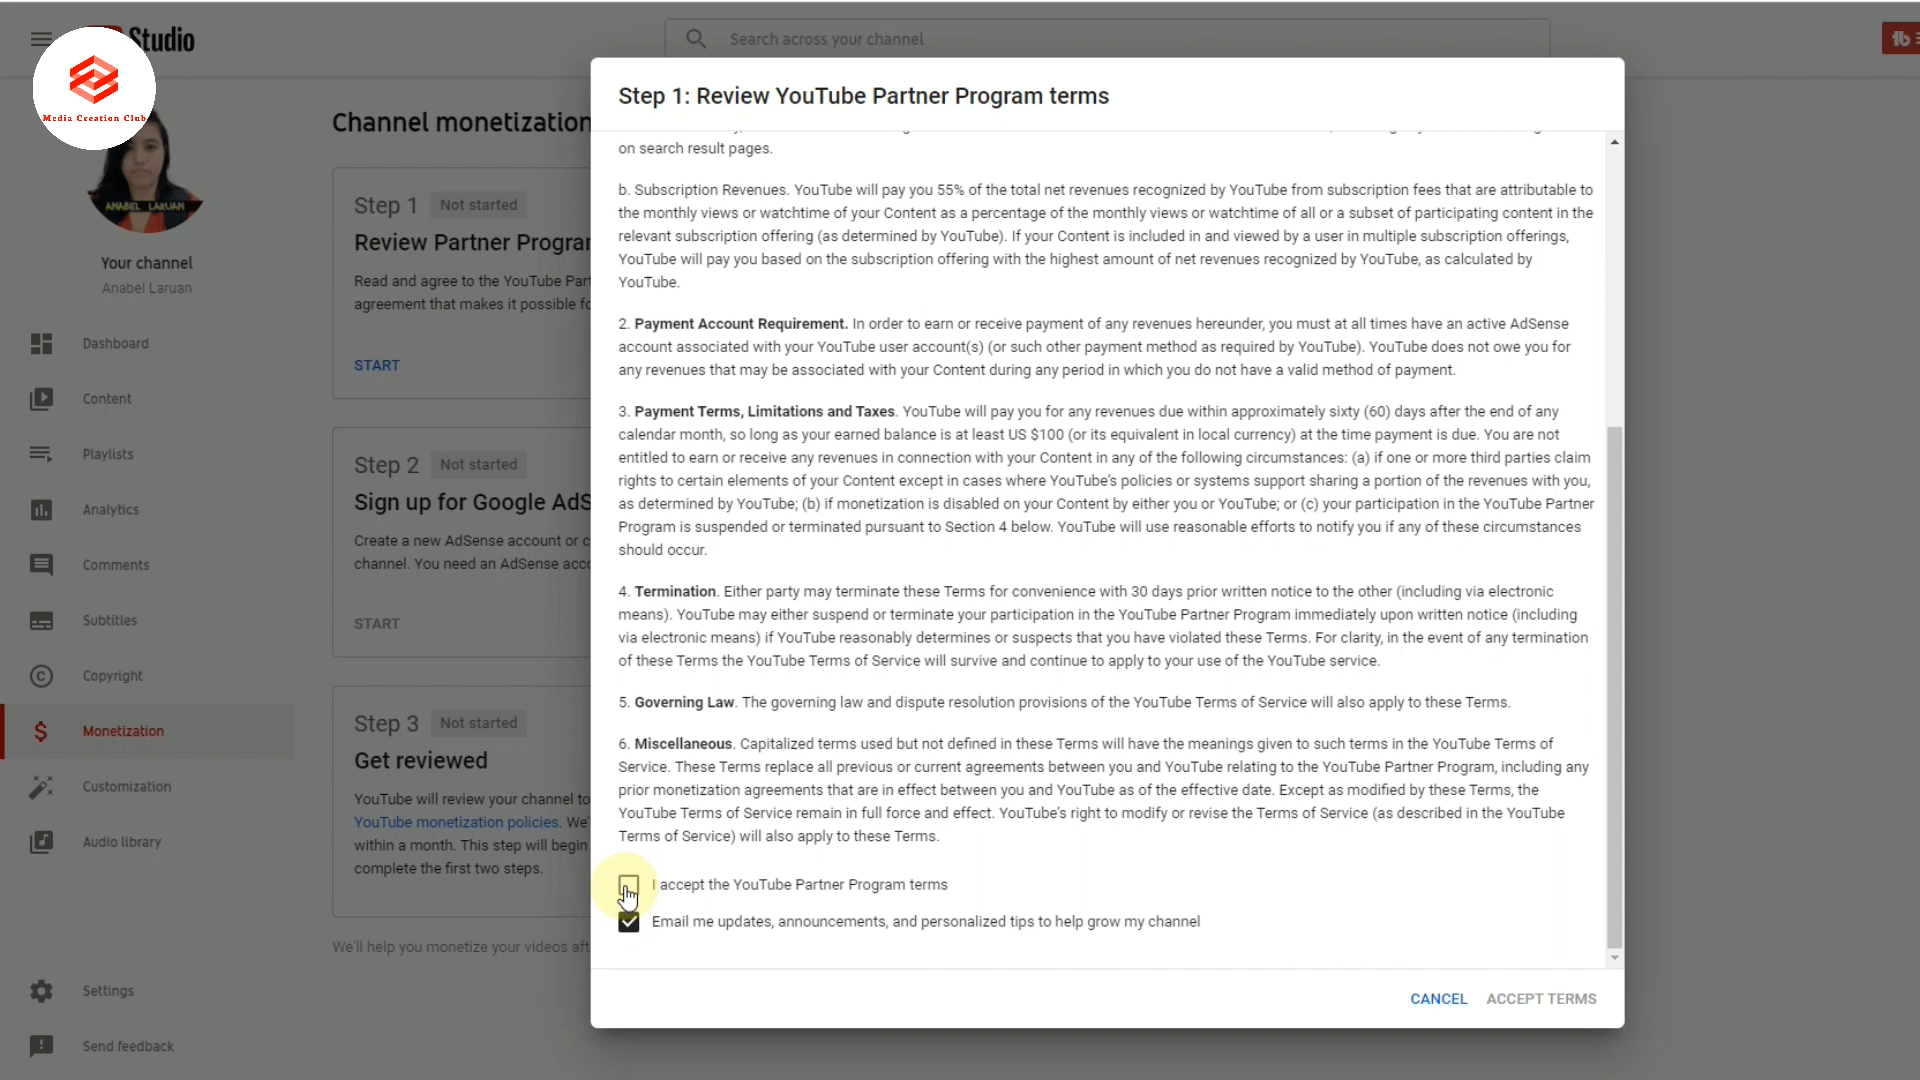 Studio
Search across your channel
Media Creation Club
ANABEL LARUAN
Your channel
Anabel Laruan
Dashboard
Content
Playlists
Analytics
Comments
Subtitles
Copyright
Monetization
Customization
Audio library
Settings
Send feedback
Channel monetization
Step 1 Not started
Review Partner Program
Read and agree to the YouTube Part
agreement that makes it possible fo
START
Step 2 Not started
Sign up for Google AdS
Create a new AdSense account or c
channel. You need an AdSense acco
START
Step 3 Not started
Get reviewed
YouTube will review your channel to
YouTube monetization policies. We'
within a month. This step will begin
complete the first two steps.
We'll help you monetize your videos aft
Step 1: Review YouTube Partner Program terms
on search result pages.
b. Subscription Revenues. YouTube will pay you 55% of the total net revenues recognized by YouTube from subscription fees that are attributable to
the monthly views or watchtime of your Content as a percentage of the monthly views or watchtime of all or a subset of participating content in the
relevant subscription offering (as determined by YouTube). If your Content is included in and viewed by a user in multiple subscription offerings,
YouTube will pay you based on the subscription offering with the highest amount of net revenues recognized by YouTube, as calculated by
YouTube.
2. Payment Account Requirement. In order to earn or receive payment of any revenues hereunder, you must at all times have an active AdSense
account associated with your YouTube user account(s) (or such other payment method as required by YouTube). YouTube does not owe you for
any revenues that may be associated with your Content during any period in which you do not have a valid method of payment.
3. Payment Terms, Limitations and Taxes. YouTube will pay you for any revenues due within approximately sixty (60) days after the end of any
calendar month, so long as your earned balance is at least US $100 (or its equivalent in local currency) at the time payment is due. You are not
entitled to earn or receive any revenues in connection with your Content in any of the following circumstances: (a) if one or more third parties claim
rights to certain elements of your Content except in cases where YouTube's policies or systems support sharing a portion of the revenues with you,
as determined by YouTube; (b) if monetization is disabled on your Content by either you or YouTube; or (c) your participation in the YouTube Partner
Program is suspended or terminated pursuant to Section 4 below. YouTube will use reasonable efforts to notify you if any of these circumstances
should occur.
4. Termination. Either party may terminate these Terms for convenience with 30 days prior written notice to the other (including via electronic
means). YouTube may either suspend or terminate your participation in the YouTube Partner Program immediately upon written notice (including
via electronic means) if YouTube reasonably determines or suspects that you have violated these Terms. For clarity, in the event of any termination
of these Terms the YouTube Terms of Service will survive and continue to apply to your use of the YouTube service.
5. Governing Law. The governing law and dispute resolution provisions of the YouTube Terms of Service will also apply to these Terms.
6. Miscellaneous. Capitalized terms used but not defined in these Terms will have the meanings given to such terms in the YouTube Terms of
Service. These Terms replace all previous or current agreements between you and YouTube relating to the YouTube Partner Program, including any
prior monetization agreements that are in effect between you and YouTube as of the effective date. Except as modified by these Terms, the
YouTube Terms of Service remain in full force and effect. YouTube's right to modify or revise the Terms of Service (as described in the YouTube
Terms of Service) will also apply to these Terms.
I accept the YouTube Partner Program terms
Email me updates, announcements, and personalized tips to help grow my channel
CANCEL ACCEPT TERMS